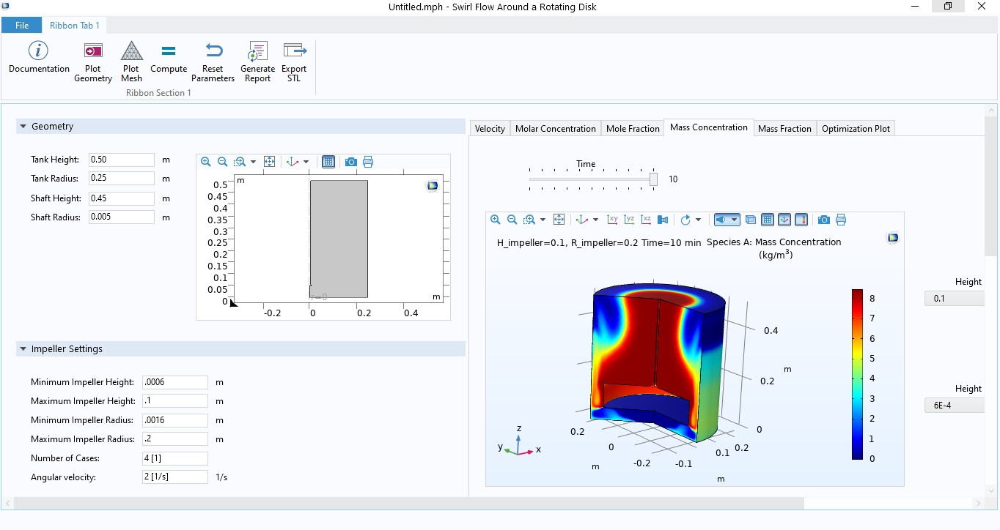 Untitled.mph - Swirl Flow Around a Rotating Disk
File Ribbon Tab 1
Documentation
Plot Geometry
Plot Mesh
Compute
Reset Parameters
Generate Report
Export STL
Ribbon Section 1
Geometry
Tank Height: 0.50 m
Tank Radius: 0.25 m
Shaft Height: 0.45 m
Shaft Radius: 0.005 m
m
0.5
0.45
0.4
0.35
0.3
0.25
0.2
0.15
0.1
0.05
0
r=0
m
-0.2 0 0.2 0.4
Impeller Settings
Minimum Impeller Height: .0006 m
Maximum Impeller Height: .1 m
Minimum Impeller Radius: .0016 m
Maximum Impeller Radius: .2 m
Number of Cases: 4 [1]
Angular velocity: 2 [1/s] 1/s
Velocity Molar Concentration Mole Fraction Mass Concentration Mass Fraction Optimization Plot
Time
10
xy yz xz
H_impeller=0.1, R_impeller=0.2 Time=10 min Species A: Mass Concentration
(kg/m³)
8
7
6
5
4
3
2
1
0
0.4
0.2
0
m
0.2
0
-0.2
m
-0.1
0.1
0.2
m
z
y
x
Height
0.1
Height
6E-4